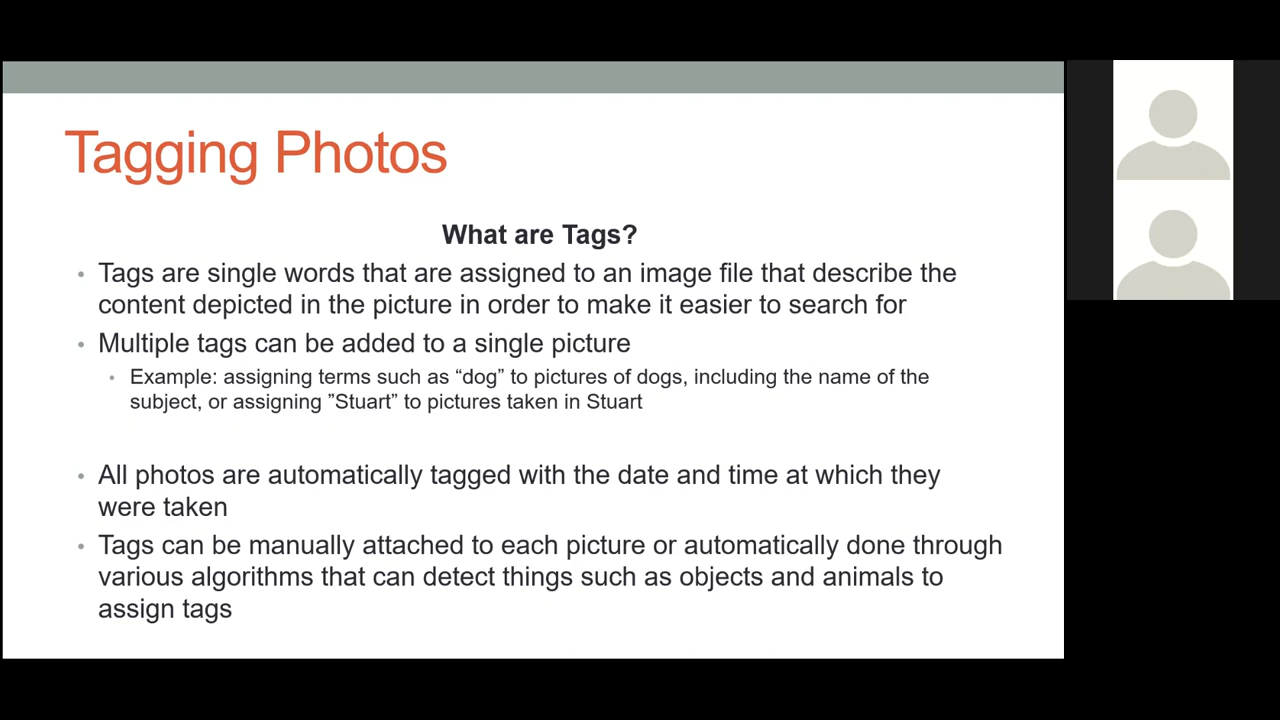 Tagging Photos
What are Tags?
• Tags are single words that are assigned to an image file that describe the
content depicted in the picture in order to make it easier to search for
• Multiple tags can be added to a single picture
• Example: assigning terms such as “dog” to pictures of dogs, including the name of the
subject, or assigning ”Stuart” to pictures taken in Stuart
• All photos are automatically tagged with the date and time at which they
were taken
• Tags can be manually attached to each picture or automatically done through
various algorithms that can detect things such as objects and animals to
assign tags